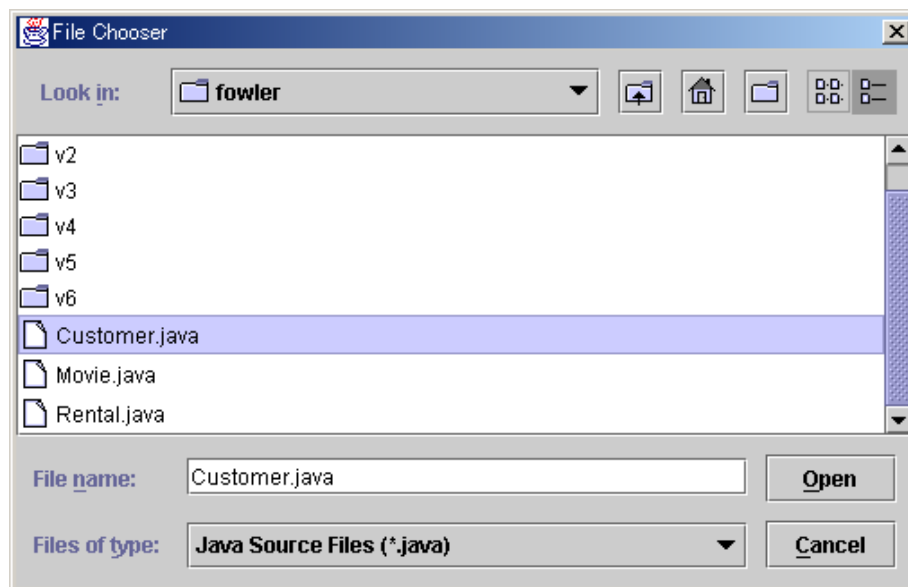 File Chooser
Look in: fowler
v2
v3
v4
v5
v6
Customer.java
Movie.java
Rental.java
File name: Customer.java Open
Files of type: Java Source Files (*.java) Cancel